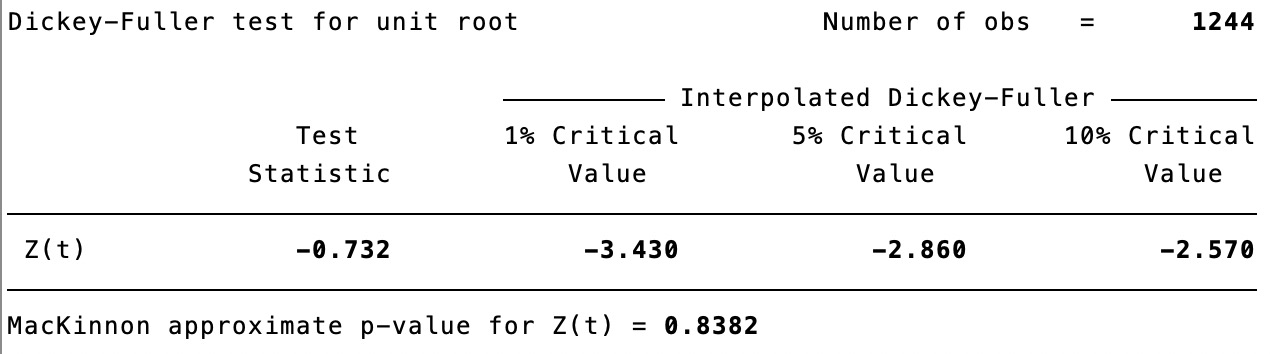 Dickey-Fuller test for unit root Number of obs = 1244
Interpolated Dickey-Fuller
Test 1% Critical 5% Critical 10% Critical
Statistic Value Value Value
Z(t) -0.732 -3.430 -2.860 -2.570
MacKinnon approximate p-value for Z(t) = 0.8382